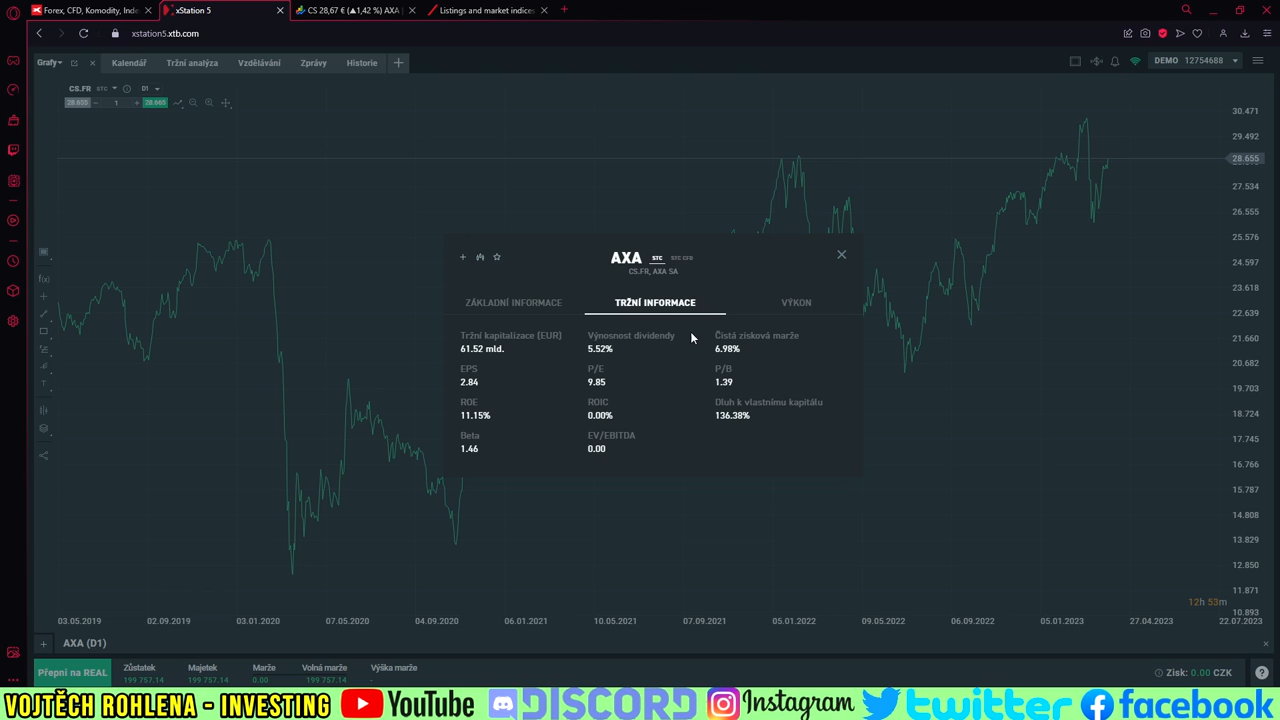 Forex, CFD, Komodity, Inde
xStation 5
CS 28,67 € (▲1,42 %) AXA
Listings and market indices
xstation5.xtb.com
Grafy
Kalendář
Tržní analýza
Vzdělávání
Zprávy
Historie
DEMO 12754688
CS.FR STC D1
28.635 1 28.665
30.471
29.492
28.655
27.534
26.555
25.576
24.597
23.618
22.639
21.660
20.682
19.703
18.724
17.745
16.766
15.787
14.808
13.829
12.850
11.871
10.893
AXA STC STC CFD
CS.FR, AXA SA
ZÁKLADNÍ INFORMACE
TRŽNÍ INFORMACE
VÝKON
Tržní kapitalizace (EUR) Výnosnost dividendy Čistá zisková marže
61.52 mld. 5.52% 6.98%
EPS P/E P/B
2.84 9.85 1.39
ROE ROIC Dluh k vlastnímu kapitálu
11.15% 0.00% 136.38%
Beta EV/EBITDA
1.46 0.00
12h 53m
03.05.2019 02.09.2019 03.01.2020 07.05.2020 04.09.2020 06.01.2021 10.05.2021 07.09.2021 05.01.2022 09.05.2022 06.09.2022 05.01.2023 27.04.2023 22.07.2023
AXA (D1)
Přepni na REAL
Zůstatek Majetek Marže Volná marže Výška marže
199 757.14 199 757.14 0.00 199 757.14 -
Zisk: 0.00 CZK
VOJTĚCH ROHLENA - INVESTING YouTube DISCORD Instagram twitter facebook